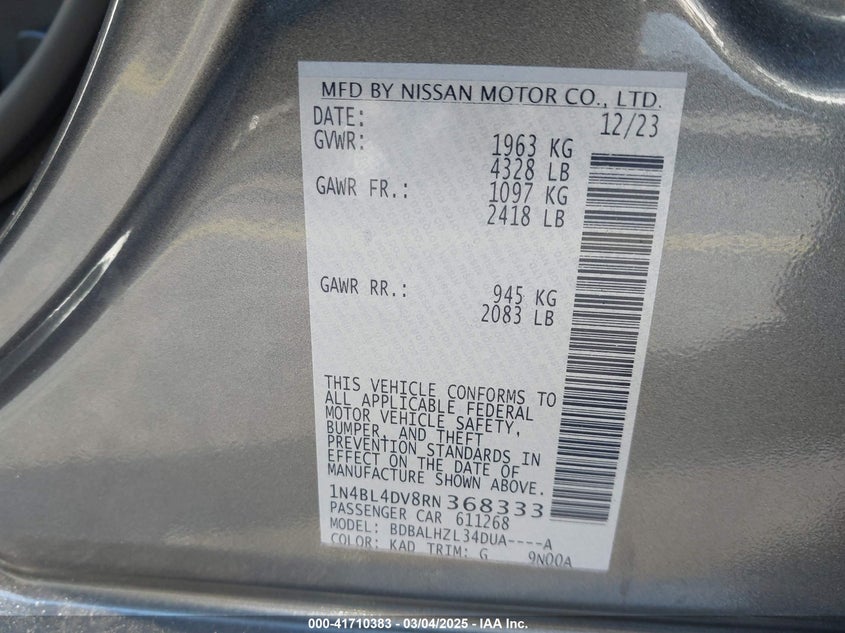 MFD BY NISSAN MOTOR CO., LTD.
DATE: 12/23
GVWR: 1963 KG
4328 LB
GAWR FR.: 1097 KG
2418 LB
GAWR RR.: 945 KG
2083 LB
THIS VEHICLE CONFORMS TO
ALL APPLICABLE FEDERAL
MOTOR VEHICLE SAFETY,
BUMPER, AND THEFT
PREVENTION STANDARDS IN
EFFECT ON THE DATE OF
MANUFACTURE SHOWN ABOVE.
1N4BL4DV8RN368333
PASSENGER CAR 611268
MODEL: BDBALHZL34DUA----A
COLOR: KAD TRIM: G 9N00A
000-41710383 - 03/04/2025 - IAA Inc.